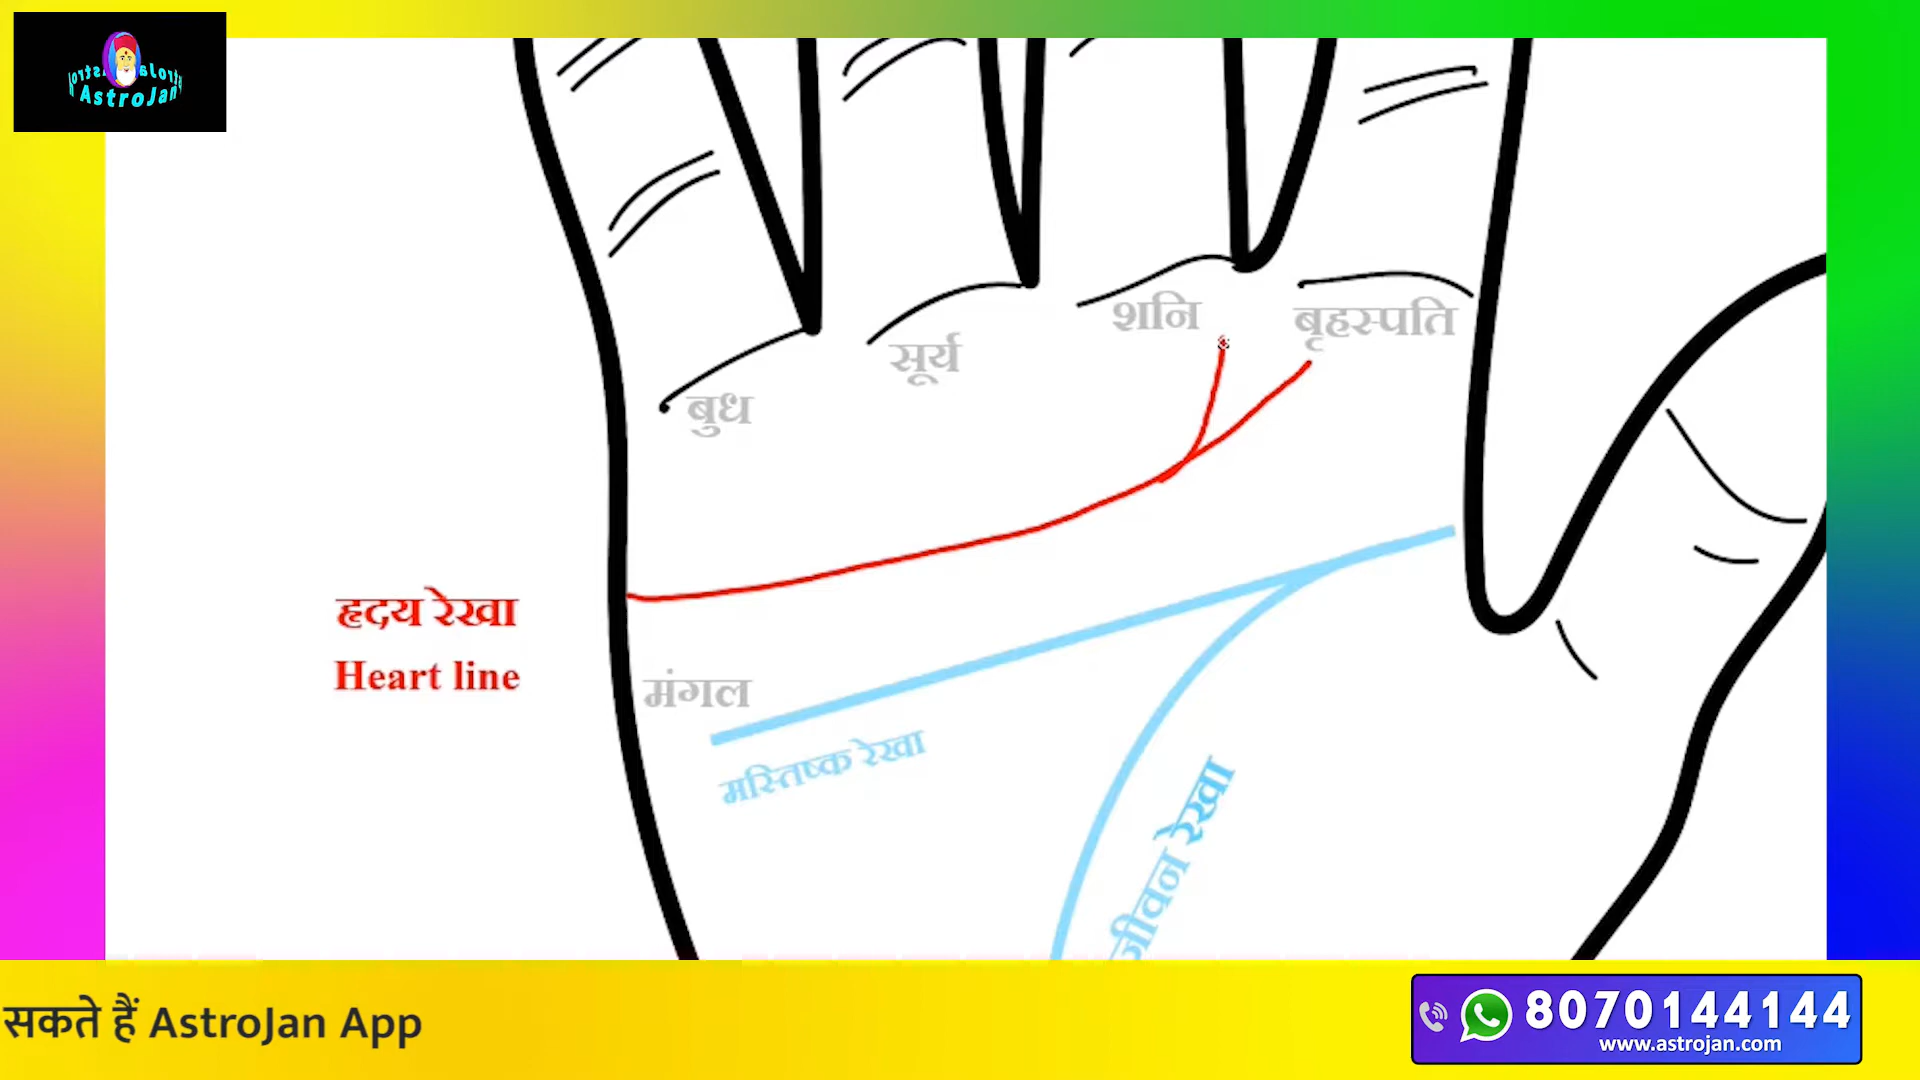 AstroJan
शनि
बृहस्पति
सूर्य
बुध
हृदय रेखा
Heart line
मंगल
मस्तिष्क रेखा
जीवन रेखा
सकते हैं AstroJan App
8070144144
www.astrojan.com